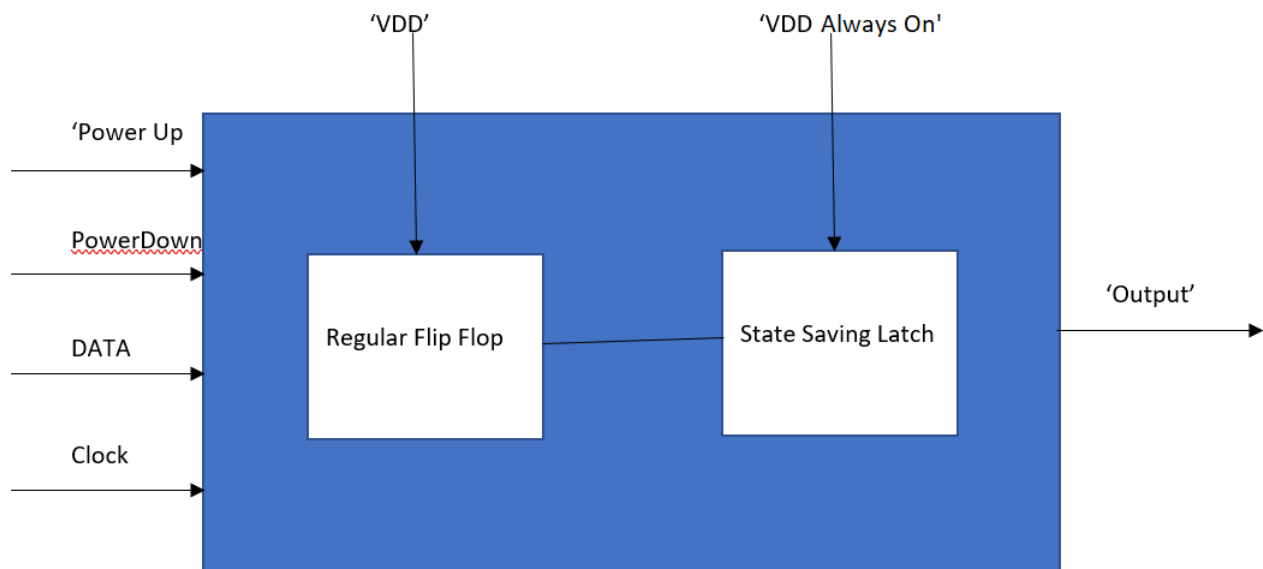 ‘VDD’
‘VDD Always On'
‘Power Up
PowerDown
DATA
Clock
Regular Flip Flop
State Saving Latch
‘Output’